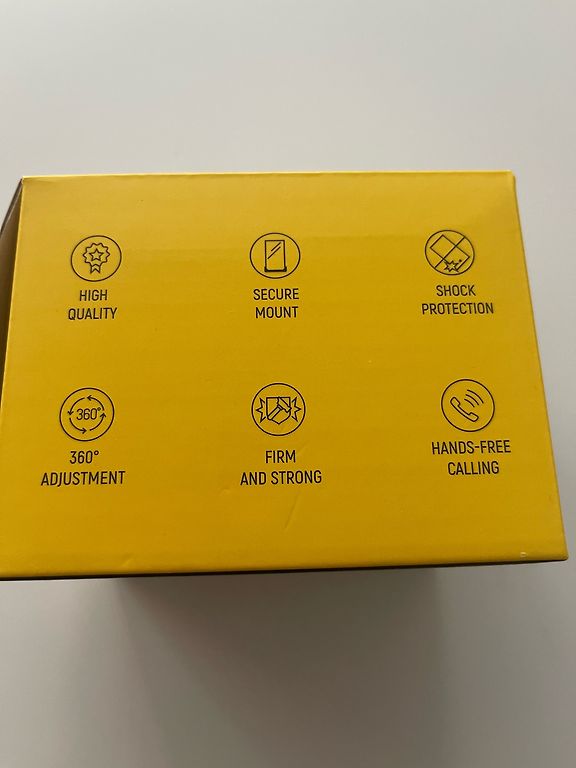 HIGH
QUALITY
SECURE
MOUNT
SHOCK
PROTECTION
360°
360°
ADJUSTMENT
FIRM
AND STRONG
HANDS-FREE
CALLING